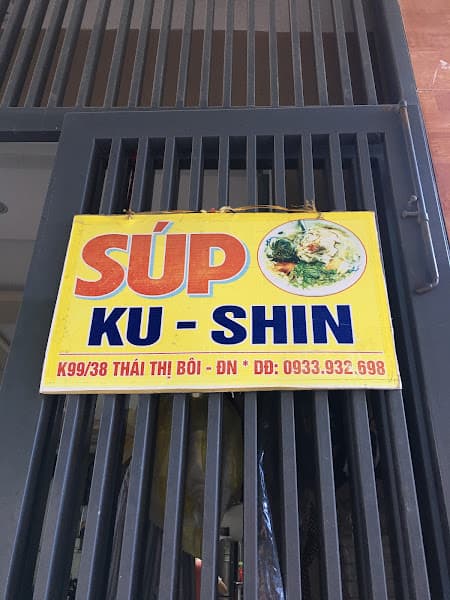 SÚP
KU - SHIN
K99/38 THÁI THỊ BÔI - ĐN * DĐ: 0933.932.698